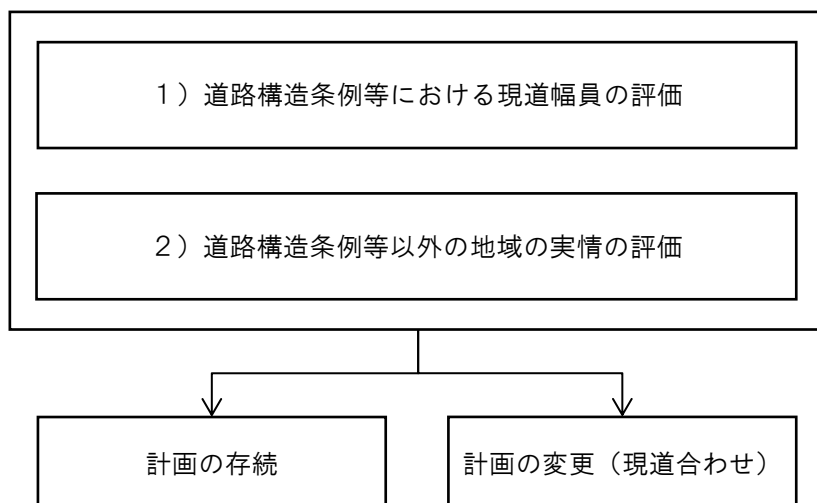 １）道路構造条例等における現道幅員の評価
２）道路構造条例等以外の地域の実情の評価
計画の存続
計画の変更（現道合わせ）